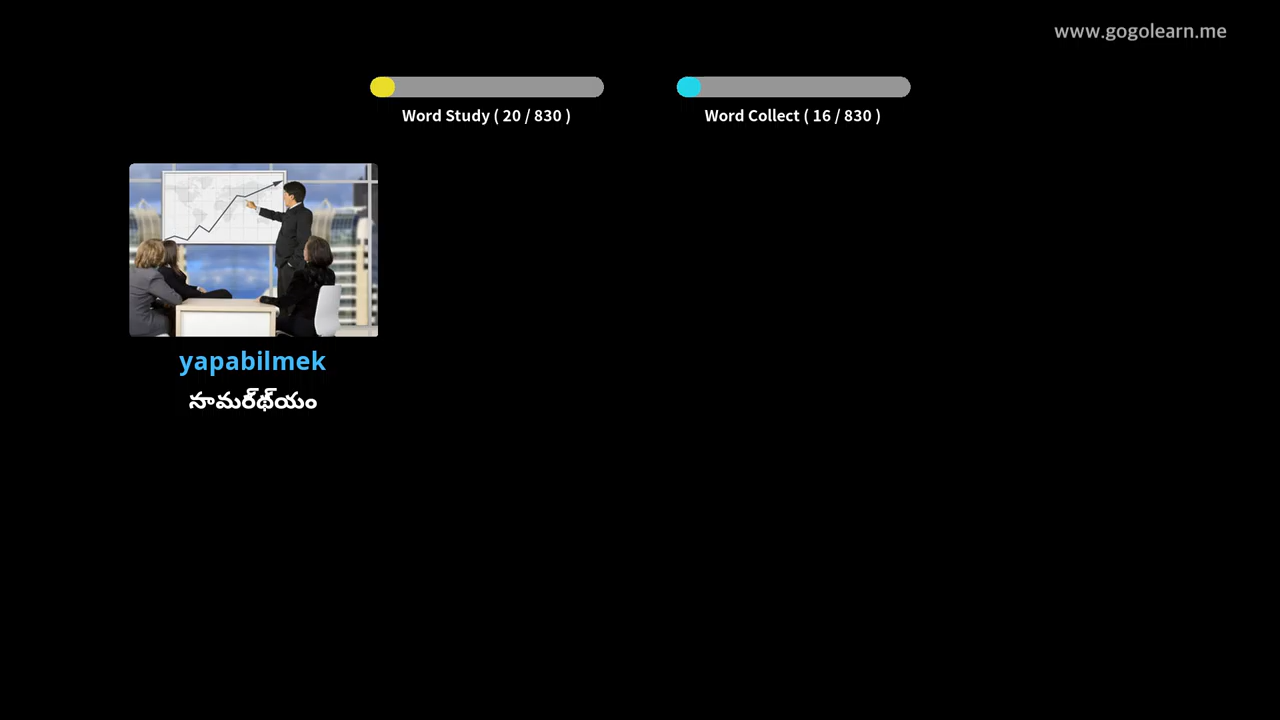 www.gogolearn.me
Word Study ( 20 / 830 )
Word Collect ( 16 / 830 )
yapabilmek
సామర్థ్యం